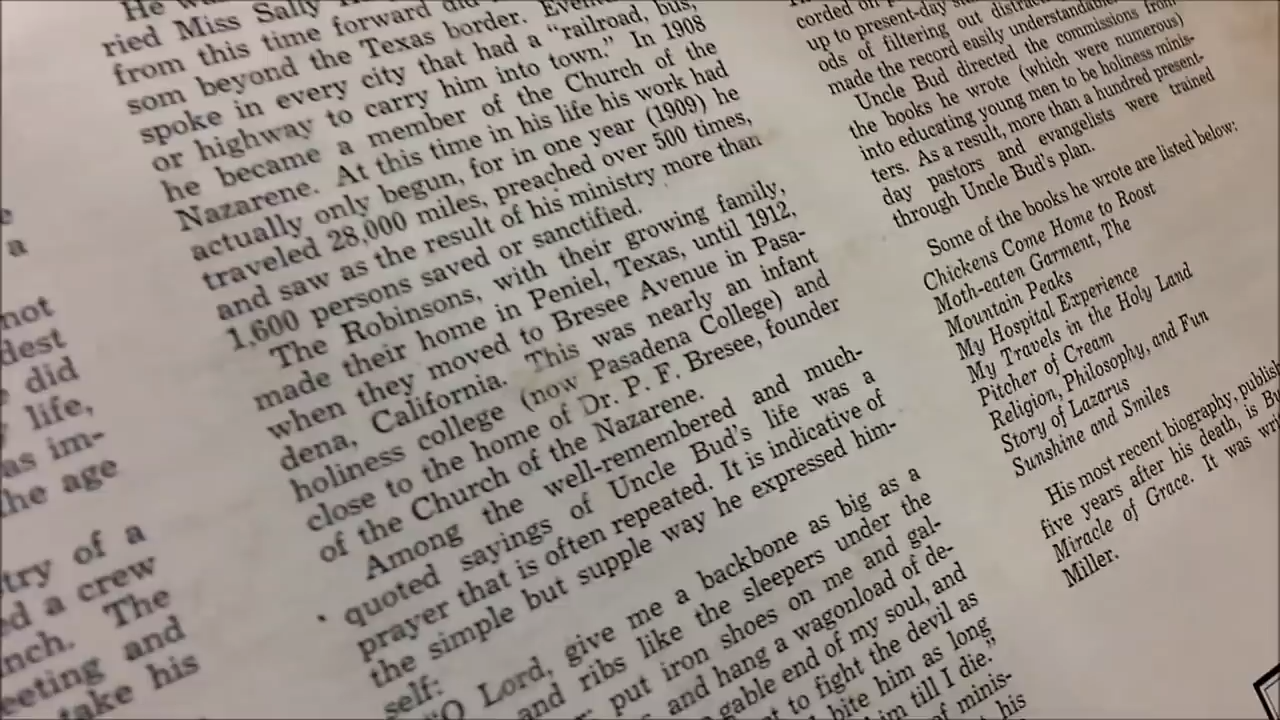 e
a
not
dest
did
life,
as im-
the age
try of a
ed a crew
nch. The
eeting and
take his
He wa
ried Miss Sally
from this time forward did
som beyond the Texas border. Even
spoke in every city that had a "railroad, bus,
or highway to carry him into town." In 1908
he became a member of the Church of the
Nazarene. At this time in his life his work had
actually only begun, for in one year (1909) he
traveled 28,000 miles, preached over 500 times,
and saw as the result of his ministry more than
1,600 persons saved or sanctified.
The Robinsons, with their growing family,
made their home in Peniel, Texas, until 1912,
when they moved to Bresee Avenue in Pasa-
dena, California. This was nearly an infant
holiness college (now Pasadena College) and
close to the home of Dr. P. F. Bresee, founder
of the Church of the Nazarene.
Among the well-remembered and much-
quoted sayings of Uncle Bud's life was a
prayer that is often repeated. It is indicative of
the simple but supple way he expressed him-
self:
"O Lord, give me a backbone as big as a
and ribs like the sleepers under the
put iron shoes on me and gal-
and hang a wagonload of de-
gable end of my soul, and
to fight the devil as
bite him as long
him till I die."
of minis-
his
corded on
up to present-day
ods of filtering out
made the record easily understandable
Uncle Bud directed the commissions from
the books he wrote (which were numerous)
into educating young men to be holiness minis-
ters. As a result, more than a hundred present-
day pastors and evangelists were trained
through Uncle Bud's plan.
Some of the books he wrote are listed below:
Chickens Come Home to Roost
Moth-eaten Garment, The
Mountain Peaks
My Hospital Experience
My Travels in the Holy Land
Pitcher of Cream
Religion, Philosophy, and Fun
Story of Lazarus
Sunshine and Smiles
His most recent biography, publish
five years after his death, is Bu
Miracle of Grace. It was wri
Miller.